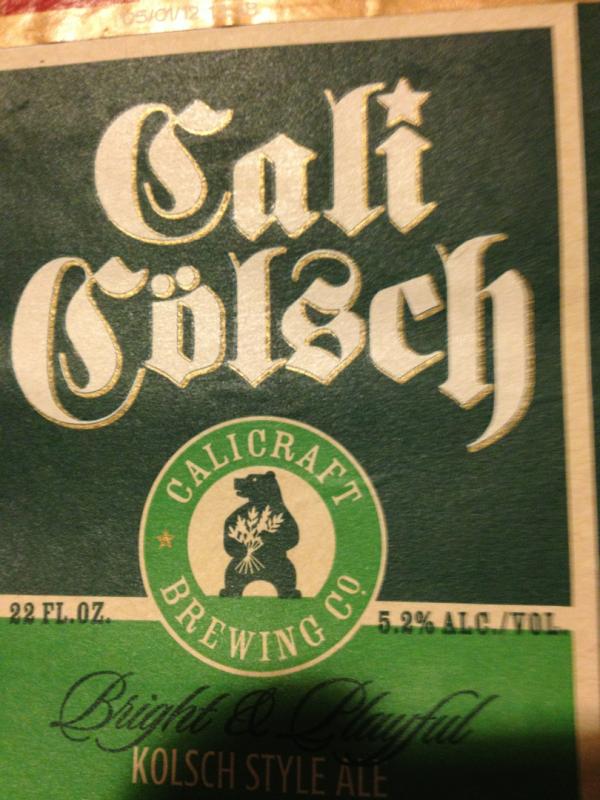 Cali
Cölsch
CALICRAFT
BREWING CO
22 FL.OZ.
5.2% ALC./VOL.
Bright & Playful
KOLSCH STYLE ALE